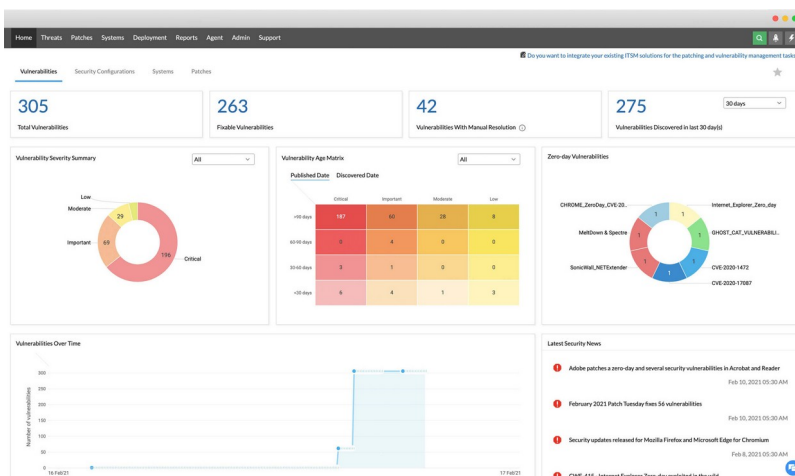 Home Threats Patches Systems Deployment Reports Agent Admin Support
Do you want to integrate your existing ITSM solutions for the patching and vulnerability management tasks
Vulnerabilities Security Configurations Systems Patches
305
Total Vulnerabilities
263
Fixable Vulnerabilities
42
Vulnerabilities With Manual Resolution
275
30 days
Vulnerabilities Discovered in last 30 day(s)
Vulnerability Severity Summary
All
Low
Moderate
29
Important
69
196
Critical
Vulnerability Age Matrix
All
Published Date Discovered Date
Critical Important Moderate Low
>90 days 187 60 28 8
60-90 days 0 4 0 0
30-60 days 3 1 0 0
<30 days 6 4 1 3
Zero-day Vulnerabilities
CHROME_ZeroDay_CVE-20..
Internet_Explorer_Zero_day
MeltDown & Spectre
GHOST_CAT_VULNERABILI..
SonicWall_NETExtender
CVE-2020-1472
CVE-2020-17087
1
1
1
1
1
1
1
Vulnerabilities Over Time
Number of vulnerabilities
300
250
200
150
100
50
0
16 Feb'21
17 Feb'21
Latest Security News
Adobe patches a zero-day and several security vulnerabilities in Acrobat and Reader
Feb 10, 2021 05:30 AM
February 2021 Patch Tuesday fixes 56 vulnerabilities
Feb 10, 2021 05:30 AM
Security updates released for Mozilla Firefox and Microsoft Edge for Chromium
Feb 8, 2021 05:30 AM